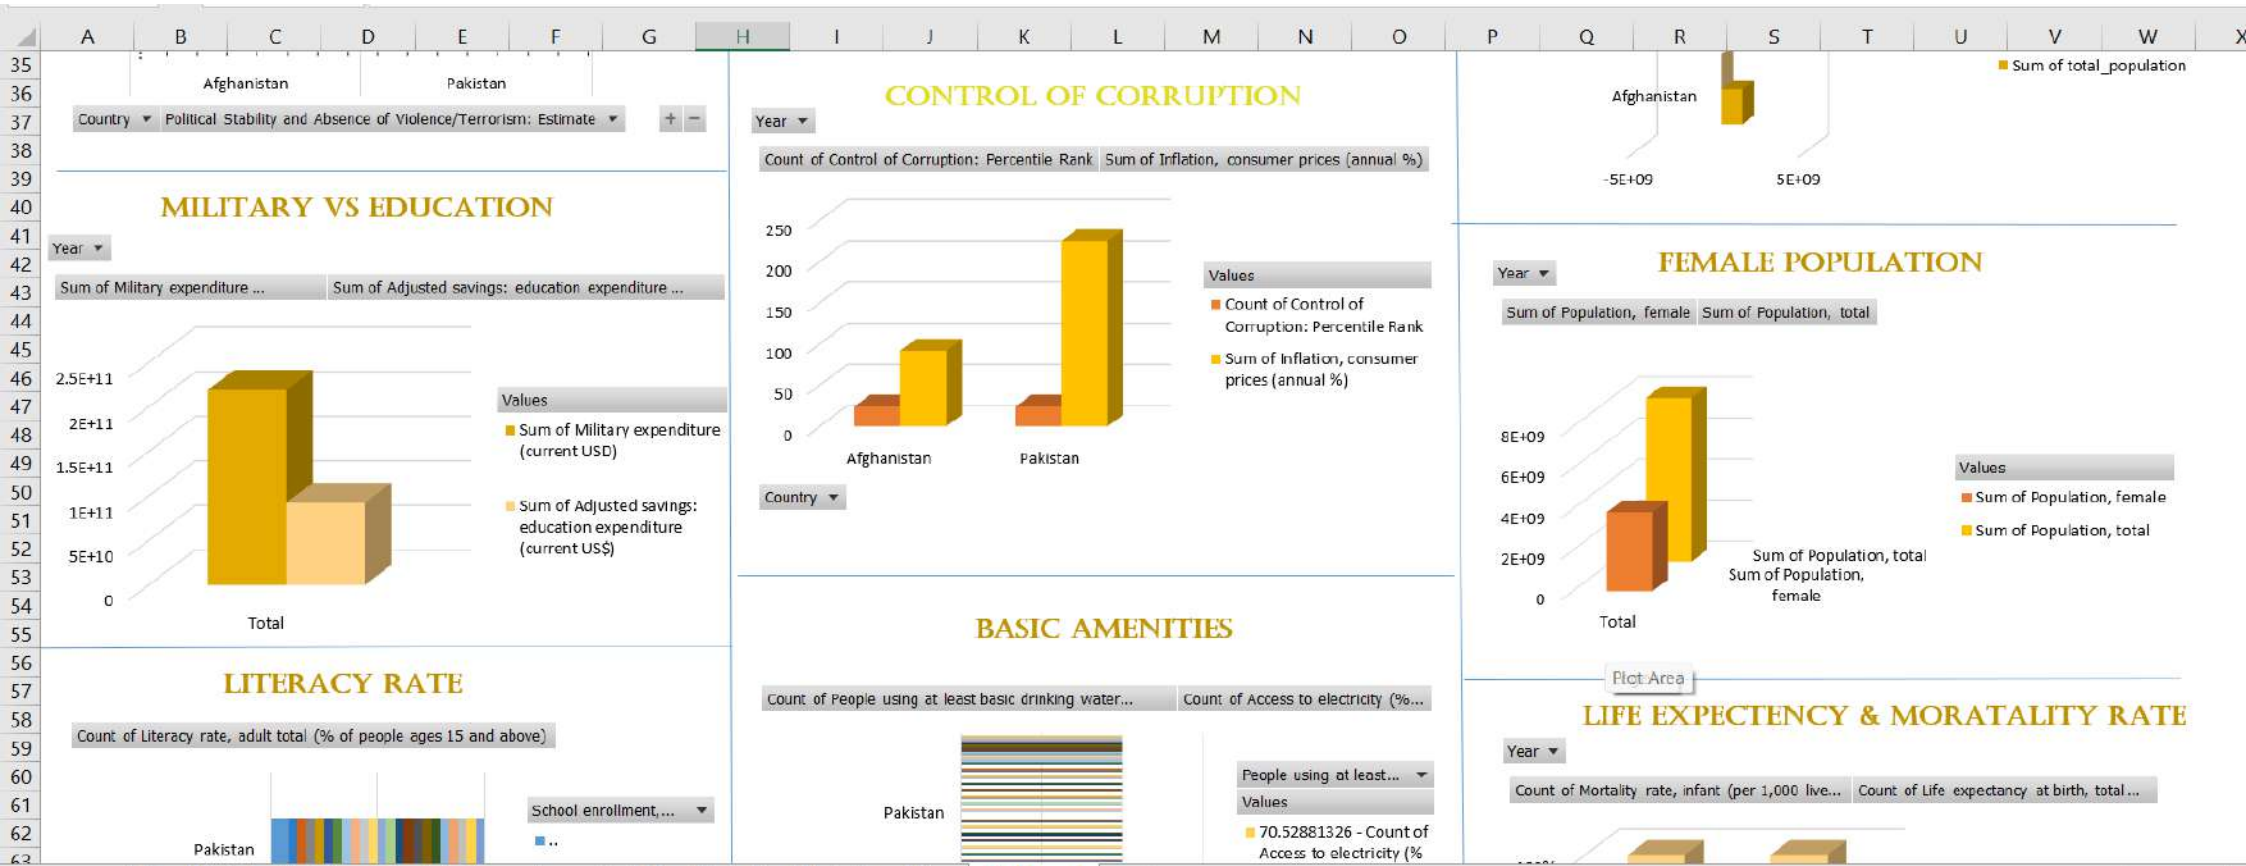 A B C D E F G H I J K L M N O P Q R S T U V W X
35
36
37
38
39
40
41
42
43
44
45
46
47
48
49
50
51
52
53
54
55
56
57
58
59
60
61
62
63
Afghanistan Pakistan
Country Political Stability and Absence of Violence/Terrorism: Estimate + −
MILITARY VS EDUCATION
Year
Sum of Military expenditure ... Sum of Adjusted savings: education expenditure ...
2.5E+11
2E+11
1.5E+11
1E+11
5E+10
0
Total
Values
Sum of Military expenditure
(current USD)
Sum of Adjusted savings:
education expenditure
(current US$)
LITERACY RATE
Count of Literacy rate, adult total (% of people ages 15 and above)
Pakistan
School enrollment,...
..
CONTROL OF CORRUPTION
Year
Count of Control of Corruption: Percentile Rank Sum of Inflation, consumer prices (annual %)
250
200
150
100
50
0
Afghanistan Pakistan
Values
Count of Control of
Corruption: Percentile Rank
Sum of Inflation, consumer
prices (annual %)
Country
BASIC AMENITIES
Count of People using at least basic drinking water... Count of Access to electricity (%...
Pakistan
People using at least...
Values
70.52881326 - Count of
Access to electricity (%
Sum of total_population
Afghanistan
-5E+09 5E+09
FEMALE POPULATION
Year
Sum of Population, female Sum of Population, total
8E+09
6E+09
4E+09
2E+09
0
Total
Sum of Population, total
Sum of Population,
female
Values
Sum of Population, female
Sum of Population, total
Plot Area
LIFE EXPECTENCY & MORATALITY RATE
Year
Count of Mortality rate, infant (per 1,000 live... Count of Life expectancy at birth, total ...